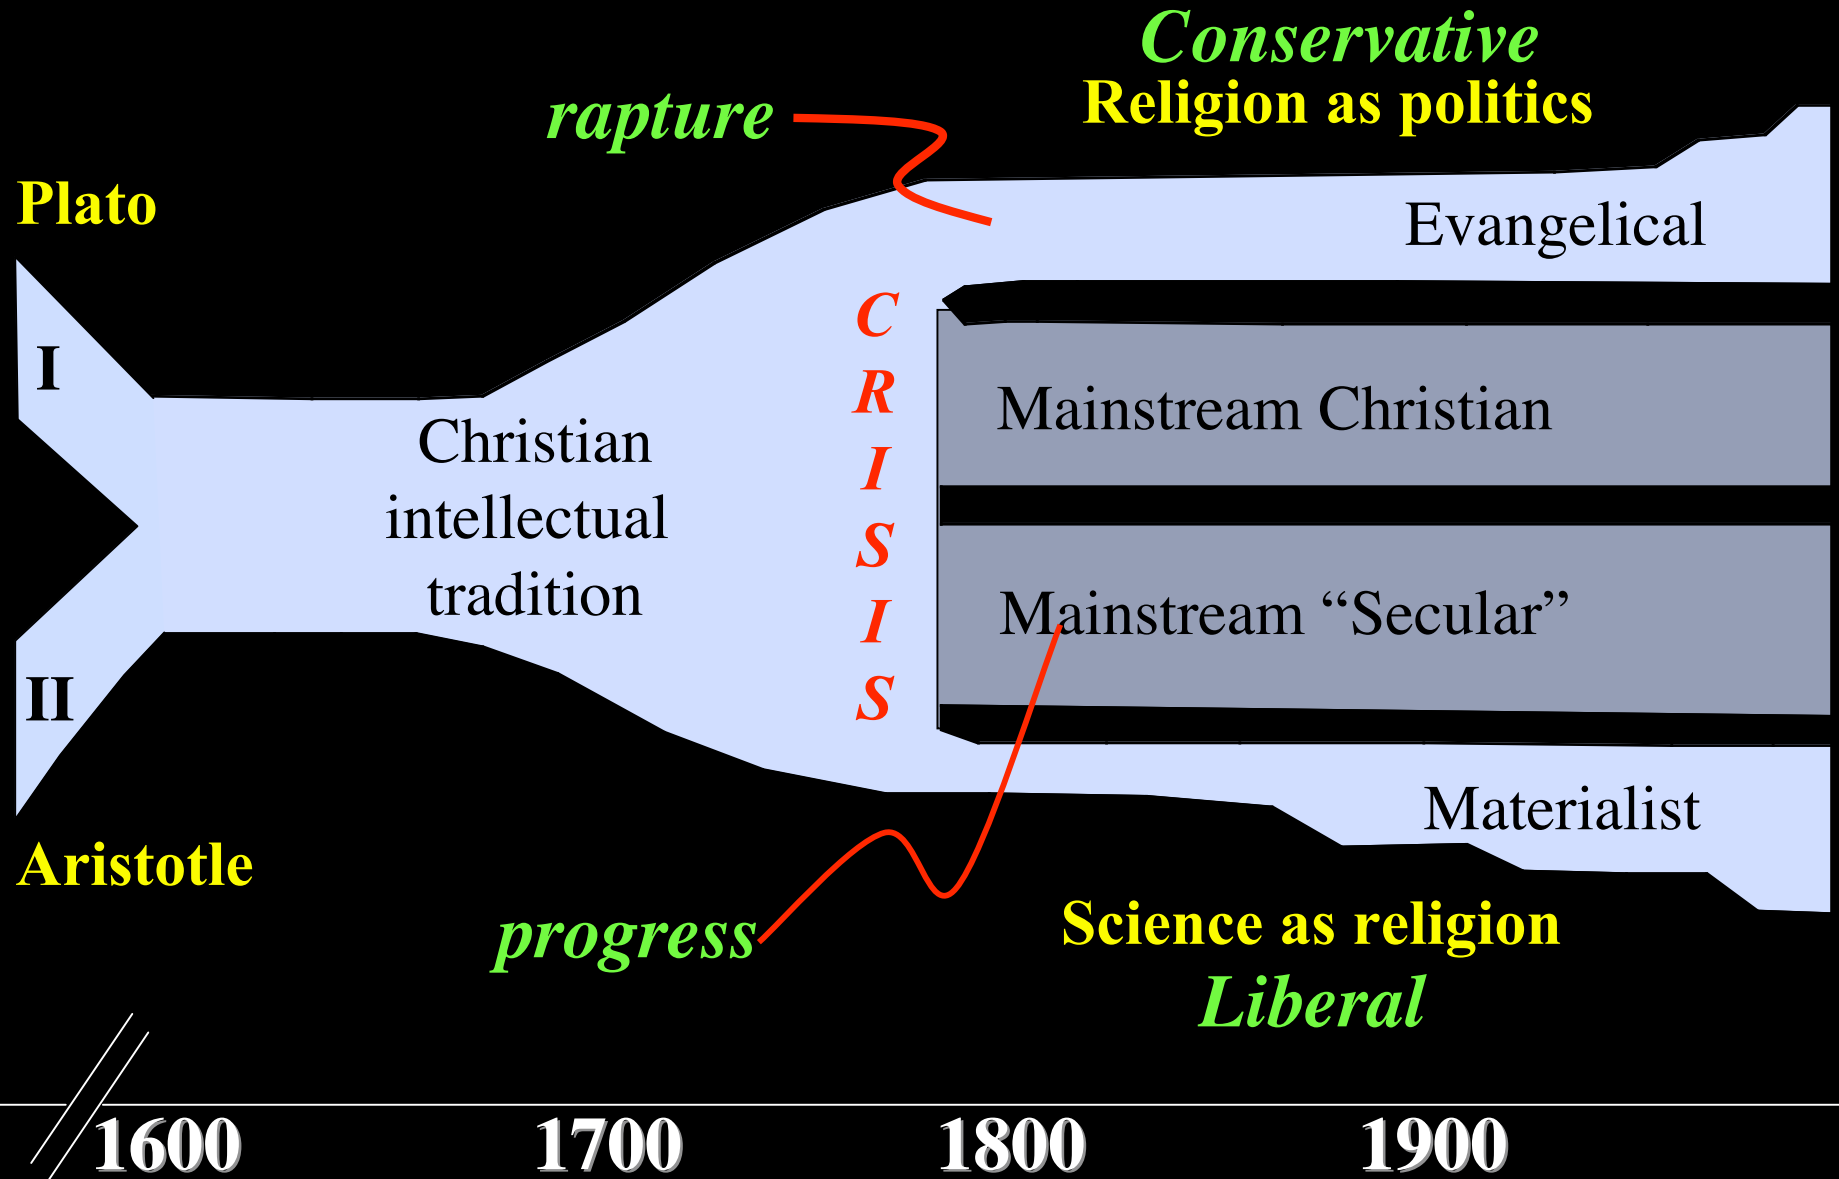 Conservative
Religion as politics
rapture
Plato
Evangelical
I
CRISIS
Christian
intellectual
tradition
Mainstream Christian
Mainstream “Secular”
II
Materialist
Aristotle
progress
Science as religion
Liberal
1600
1700
1800
1900